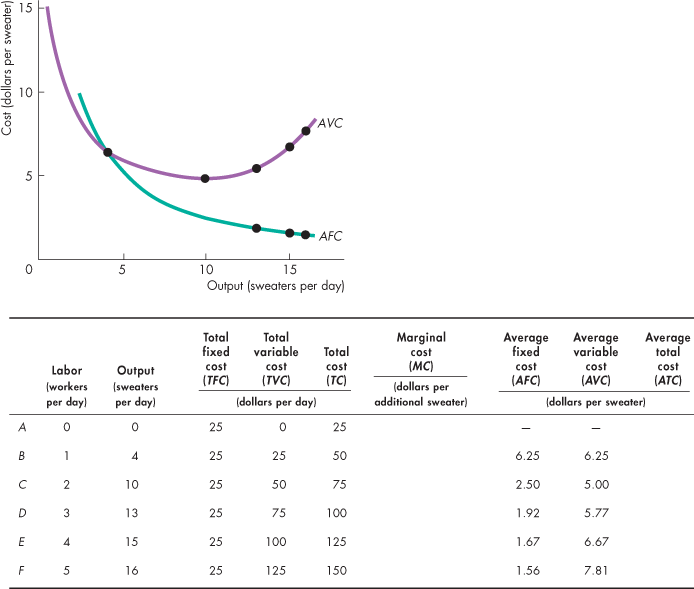 Cost (dollars per sweater)
15
10
5
0
5
10
15
AVC
AFC
Output (sweaters per day)
Total Total Marginal Average Average Average
fixed variable Total cost fixed variable total
Labor Output cost cost cost (MC) cost cost cost
(workers (sweaters (TFC) (TVC) (TC) (dollars per (AFC) (AVC) (ATC)
per day) per day) (dollars per day) additional sweater) (dollars per sweater)
A 0 0 25 0 25 — —
B 1 4 25 25 50 6.25 6.25
C 2 10 25 50 75 2.50 5.00
D 3 13 25 75 100 1.92 5.77
E 4 15 25 100 125 1.67 6.67
F 5 16 25 125 150 1.56 7.81